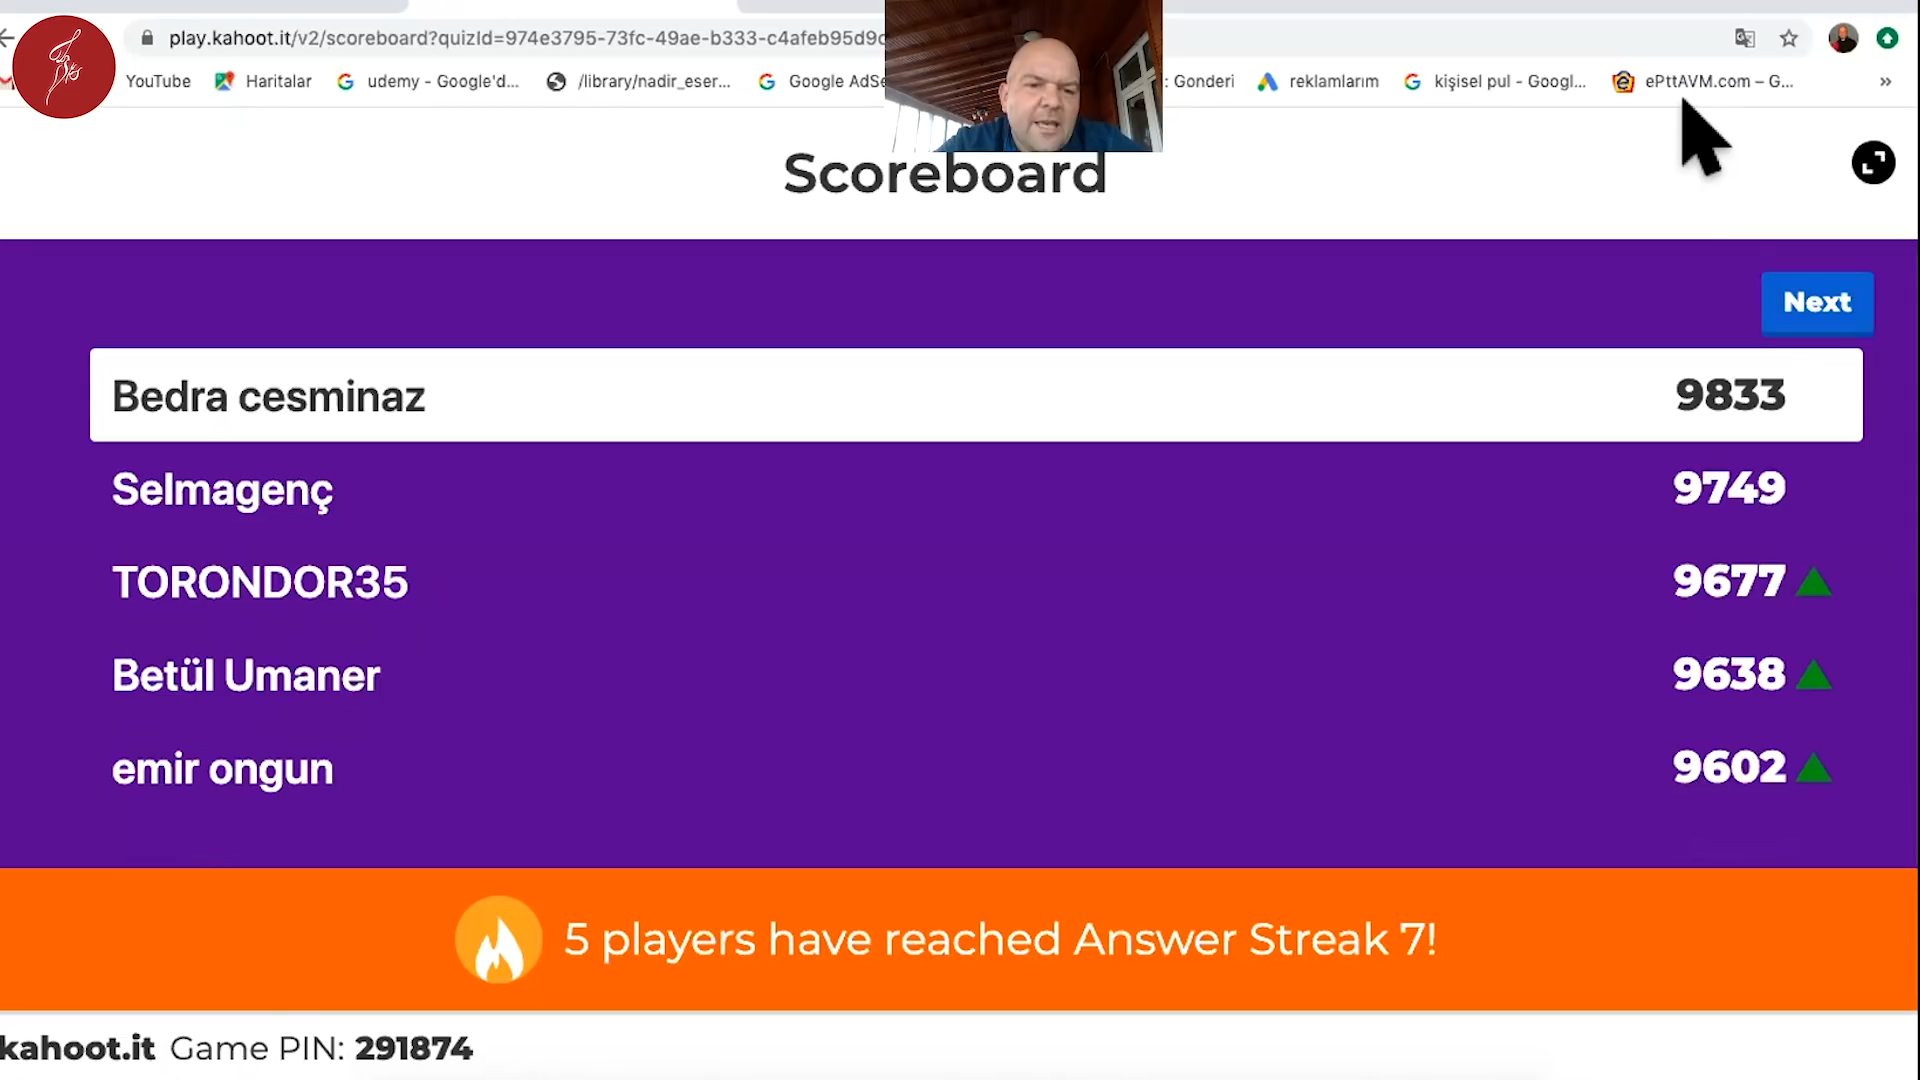 play.kahoot.it/v2/scoreboard?quizId=974e3795-73fc-49ae-b333-c4afeb95d9c
YouTube Haritalar udemy - Google'd... /library/nadir_eser... Google AdSe : Gonderi reklamlarım kişisel pul - Googl... ePttAVM.com – G... »
Scoreboard
Next
Bedra cesminaz 9833
Selmagenç 9749
TORONDOR35 9677
Betül Umaner 9638
emir ongun 9602
5 players have reached Answer Streak 7!
kahoot.it Game PIN: 291874